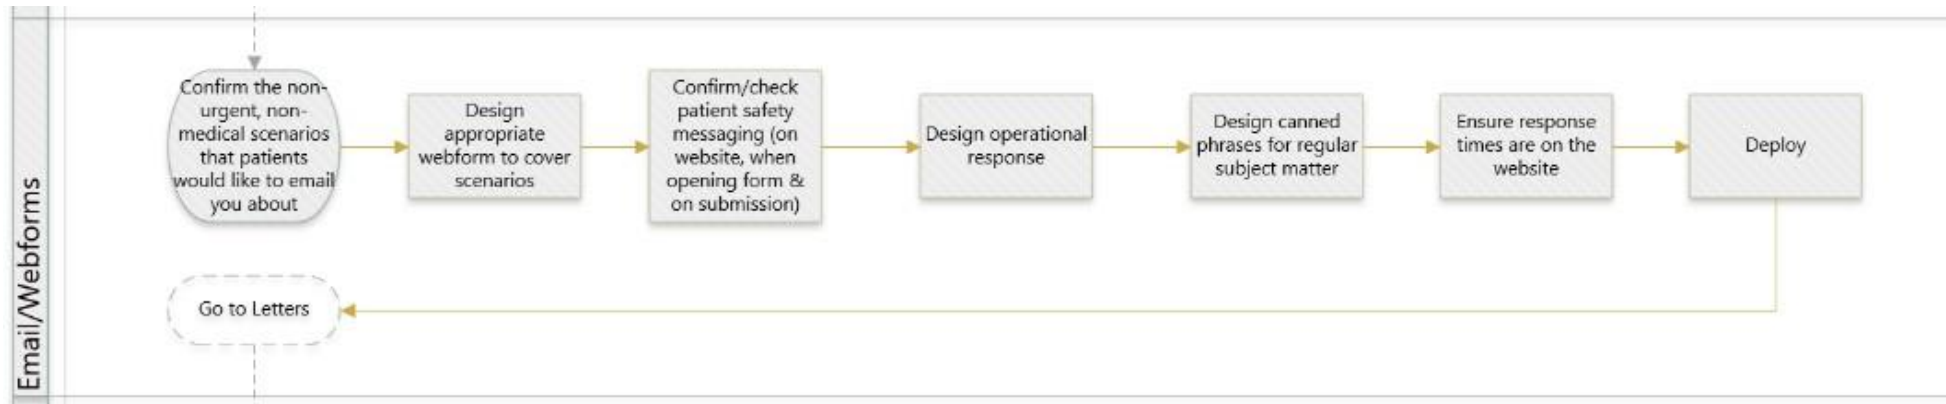 Email/Webforms
Confirm the non-
urgent, non-
medical scenarios
that patients
would like to email
you about
Design
appropriate
webform to cover
scenarios
Confirm/check
patient safety
messaging (on
website, when
opening form &
on submission)
Design operational
response
Design canned
phrases for regular
subject matter
Ensure response
times are on the
website
Deploy
Go to Letters